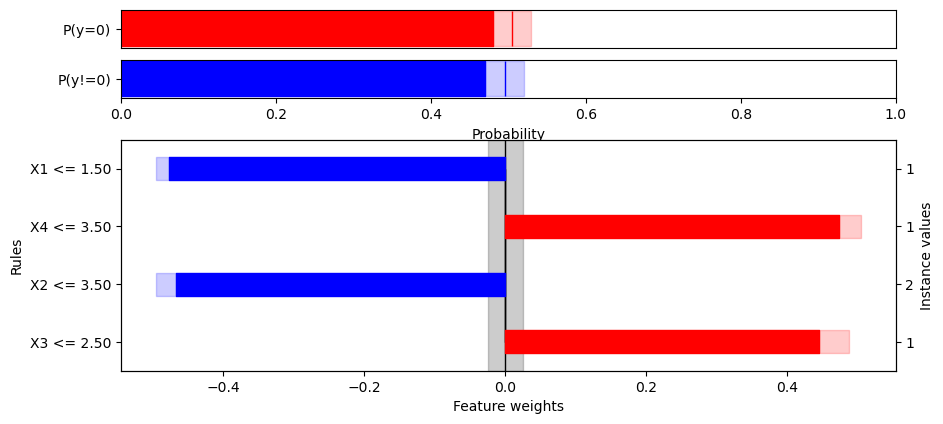 P(y=0)
P(y!=0)
0.0 0.2 0.4 0.6 0.8 1.0
Probability
Rules
X1 <= 1.50 1
X4 <= 3.50 1
X2 <= 3.50 2
X3 <= 2.50 1
Instance values
−0.4 −0.2 0.0 0.2 0.4
Feature weights